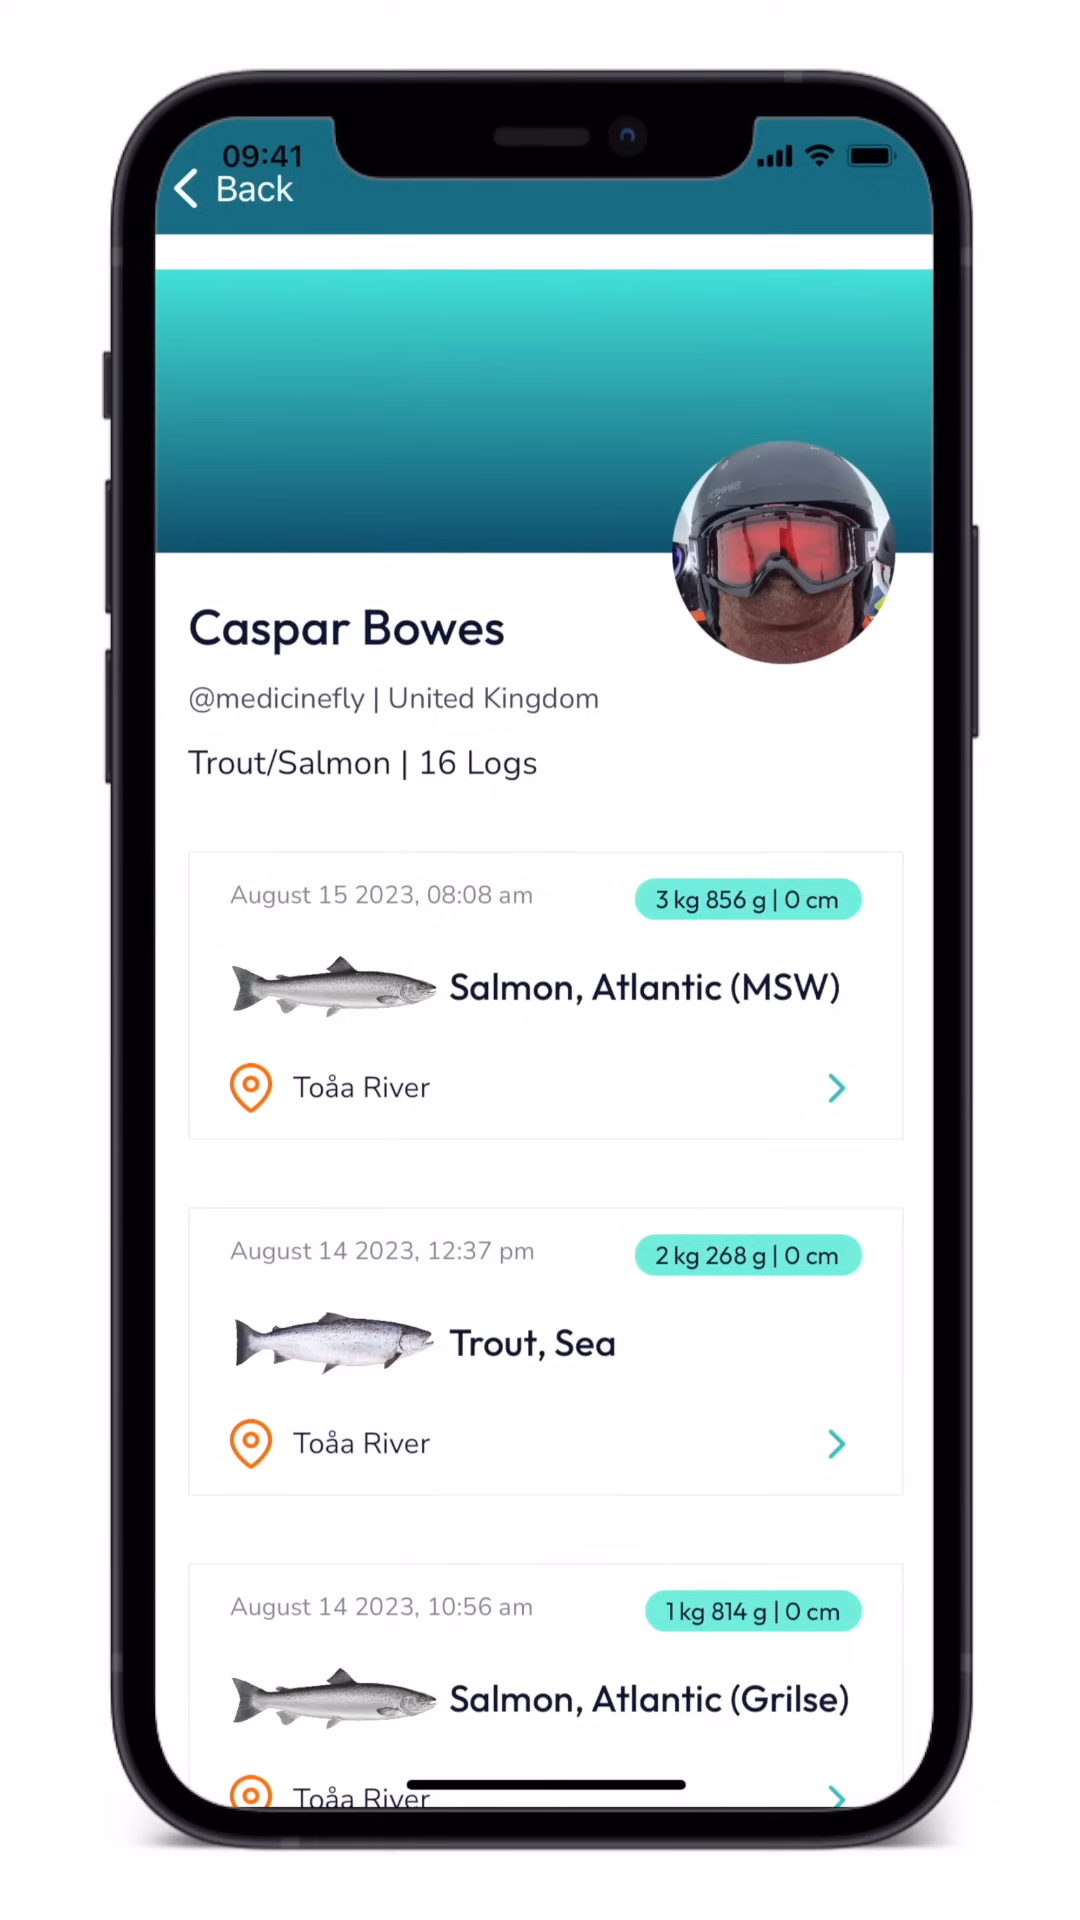 09:41
Back
Caspar Bowes
@medicinefly | United Kingdom
Trout/Salmon | 16 Logs
August 15 2023, 08:08 am
3 kg 856 g | 0 cm
Salmon, Atlantic (MSW)
Toåa River
August 14 2023, 12:37 pm
2 kg 268 g | 0 cm
Trout, Sea
Toåa River
August 14 2023, 10:56 am
1 kg 814 g | 0 cm
Salmon, Atlantic (Grilse)
Toåa River